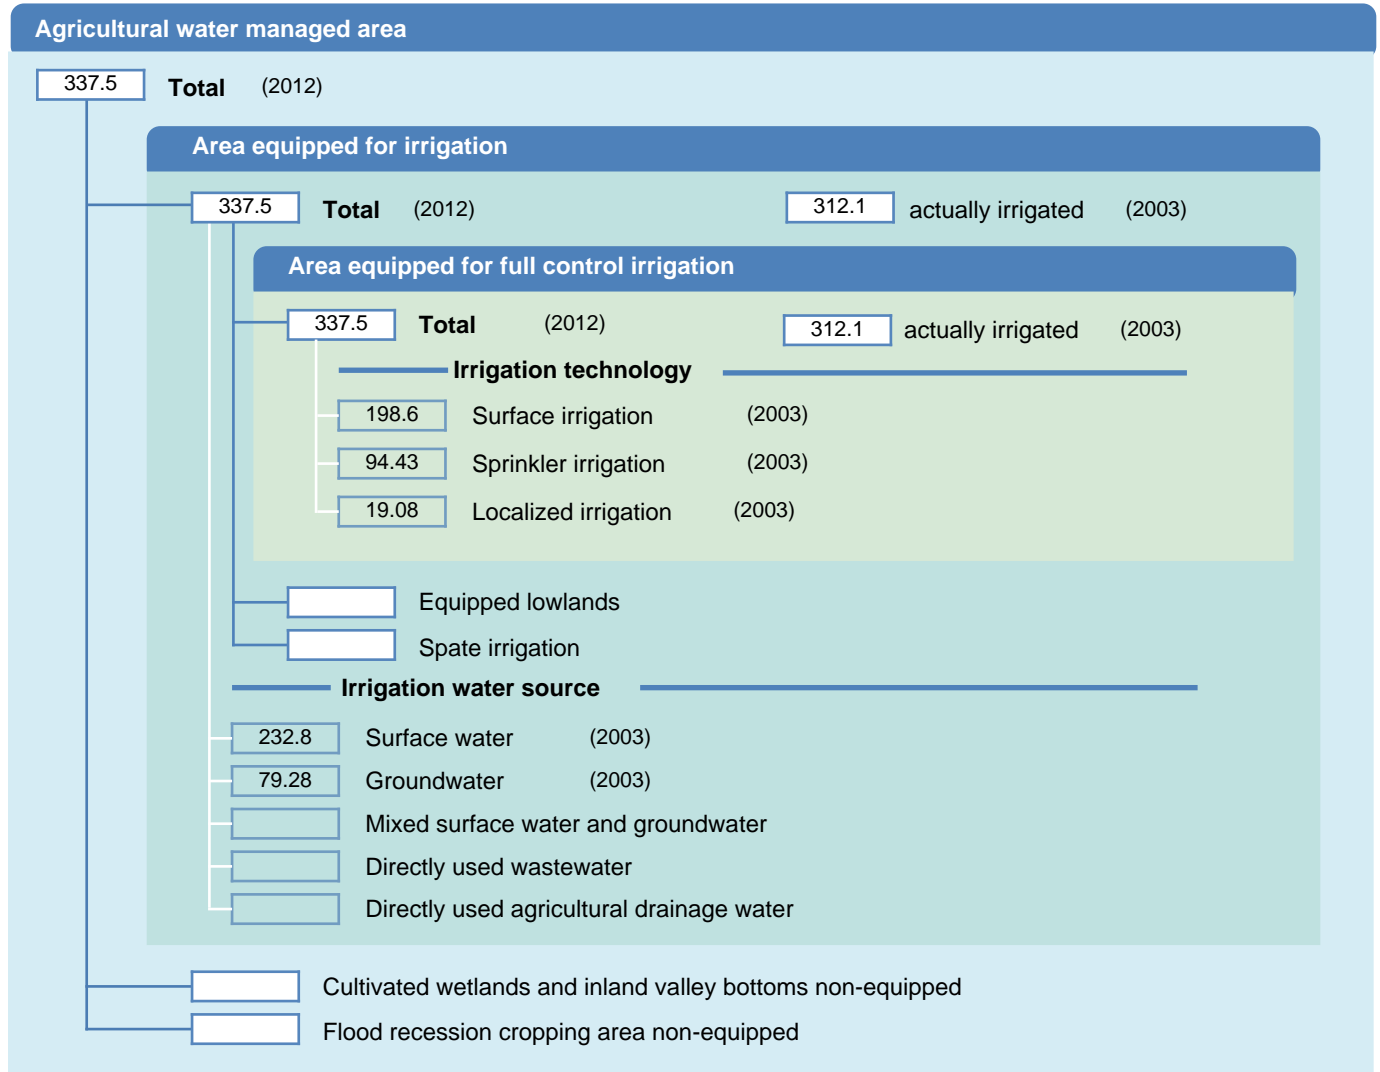 Agricultural water managed area
337.5 Total (2012)
Area equipped for irrigation
337.5 Total (2012) 312.1 actually irrigated (2003)
Area equipped for full control irrigation
337.5 Total (2012) 312.1 actually irrigated (2003)
Irrigation technology
198.6 Surface irrigation (2003)
94.43 Sprinkler irrigation (2003)
19.08 Localized irrigation (2003)
Equipped lowlands
Spate irrigation
Irrigation water source
232.8 Surface water (2003)
79.28 Groundwater (2003)
Mixed surface water and groundwater
Directly used wastewater
Directly used agricultural drainage water
Cultivated wetlands and inland valley bottoms non-equipped
Flood recession cropping area non-equipped